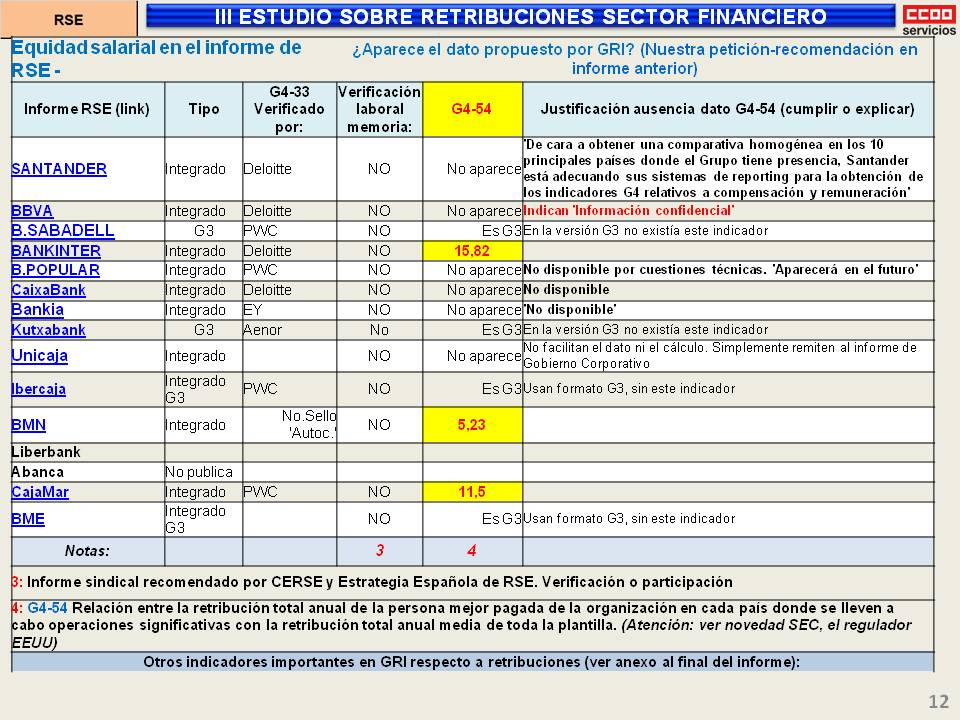 RSE
III ESTUDIO SOBRE RETRIBUCIONES SECTOR FINANCIERO
CCOO
servicios
Equidad salarial en el informe de
RSE -
¿Aparece el dato propuesto por GRI? (Nuestra petición-recomendación en
informe anterior)
Informe RSE (link)
Tipo
G4-33
Verificado
por:
Verificación
laboral
memoria:
G4-54
Justificación ausencia dato G4-54 (cumplir o explicar)
SANTANDER Integrado Deloitte NO No aparece
'De cara a obtener una comparativa homogénea en los 10
principales países donde el Grupo tiene presencia, Santander
está adecuando sus sistemas de reporting para la obtención de
los indicadores G4 relativos a compensación y remuneración'
BBVA Integrado Deloitte NO No aparece Indican 'Información confidencial'
B.SABADELL G3 PWC NO Es G3 En la versión G3 no existía este indicador
BANKINTER Integrado Deloitte NO 15,82
B.POPULAR Integrado PWC NO No aparece No disponible por cuestiones técnicas. 'Aparecerá en el futuro'
CaixaBank Integrado Deloitte NO No aparece No disponible
Bankia Integrado EY NO No aparece 'No disponible'
Kutxabank G3 Aenor No Es G3 En la versión G3 no existía este indicador
Unicaja Integrado NO No aparece
No facilitan el dato ni el cálculo. Simplemente remiten al informe de
Gobierno Corporativo
Ibercaja
Integrado
G3
PWC NO Es G3 Usan formato G3, sin este indicador
BMN Integrado
No.Sello
'Autoc.'
NO 5,23
Liberbank
Abanca No publica
CajaMar Integrado PWC NO 11,5
BME
Integrado
G3
NO Es G3 Usan formato G3, sin este indicador
Notas: 3 4
3: Informe sindical recomendado por CERSE y Estrategia Española de RSE. Verificación o participación
4: G4-54 Relación entre la retribución total anual de la persona mejor pagada de la organización en cada país donde se lleven a
cabo operaciones significativas con la retribución total anual media de toda la plantilla. (Atención: ver novedad SEC, el regulador
EEUU)
Otros indicadores importantes en GRI respecto a retribuciones (ver anexo al final del informe):
12